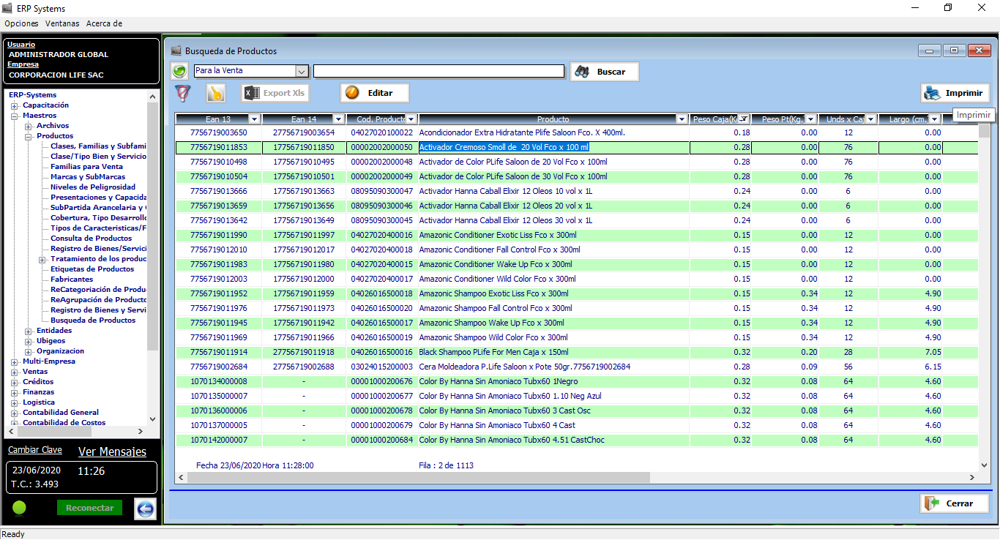 ERP Systems
Opciones Ventanas Acerca de
Usuario
ADMINISTRADOR GLOBAL
Empresa
CORPORACION LIFE SAC
ERP-Systems
Capacitación
Maestros
Archivos
Productos
Clases, Familias y Subfami
Clase/Tipo Bien y Servicio
Familias para Venta
Marcas y SubMarcas
Niveles de Peligrosidad
Presentaciones y Capacida
SubPartida Arancelaria y
Cobertura, Tipo Desarrollo
Tipos de Caracteristicas/F
Consulta de Productos
Registro de Bienes/Servici
Tratamiento de los produc
Etiquetas de Productos
Fabricantes
ReCategoriación de Produ
ReAgrupación de Producto
Registro de Bienes y Servi
Busqueda de Productos
Entidades
Ubigeos
Organizacion
Multi-Empresa
Ventas
Créditos
Finanzas
Logistica
Contabilidad General
Contabilidad de Costos
Cambiar Clave Ver Mensajes
23/06/2020 11:26
T.C.: 3.493
Reconectar
Busqueda de Productos
Para la Venta Buscar
Export Xls Editar Imprimir
Imprimir
Ean 13 Ean 14 Cod. Producto Producto Peso Caja(K Peso Pt(Kg. Unds x Caj Largo (cm.
7756719003650 27756719003654 04027020100022 Acondicionador Extra Hidratante Plife Saloon Fco. X 400ml. 0.18 0.00 12 0.00
7756719011853 17756719011850 00002002000050 Activador Cremoso Smoll de 20 Vol Fco x 100 ml 0.28 0.00 76 0.00
7756719010498 17756719010495 00002002000048 Activador de Color PLife Saloon de 20 Vol Fco x 100ml 0.28 0.00 76 0.00
7756719010504 17756719010501 00002002000049 Activador de Color PLife Saloon de 30 Vol Fco x 100ml 0.28 0.00 76 0.00
7756719013666 17756719013663 08095090300047 Activador Hanna Caball Elixir 12 Oleos 10 vol x 1L 0.24 0.00 6 0.00
7756719013659 17756719013656 08095090300046 Activador Hanna Caball Elixir 12 Oleos 20 vol x 1L 0.24 0.00 6 0.00
7756719013642 17756719013649 08095090300045 Activador Hanna Caball Elixir 12 Oleos 30 vol x 1L 0.24 0.00 6 0.00
7756719011990 17756719011997 04027020400016 Amazonic Conditioner Exotic Liss Fco x 300ml 0.15 0.00 12 0.00
7756719012010 17756719012017 04027020400018 Amazonic Conditioner Fall Control Fco x 300ml 0.15 0.00 12 0.00
7756719011983 17756719011980 04027020400015 Amazonic Conditioner Wake Up Fco x 300ml 0.15 0.00 12 0.00
7756719012003 17756719012000 04027020400017 Amazonic Conditioner Wild Color Fco x 300ml 0.15 0.00 12 0.00
7756719011952 17756719011959 04026016500018 Amazonic Shampoo Exotic Liss Fco x 300ml 0.15 0.34 12 4.90
7756719011976 17756719011973 04026016500020 Amazonic Shampoo Fall Control Fco x 300ml 0.15 0.34 12 4.90
7756719011945 17756719011942 04026016500017 Amazonic Shampoo Wake Up Fco x 300ml 0.15 0.34 12 4.90
7756719011969 17756719011966 04026016500019 Amazonic Shampoo Wild Color Fco x 300ml 0.15 0.34 12 4.90
7756719011914 27756719011918 04026016500016 Black Shampoo PLife For Men Caja x 150ml 0.32 0.20 28 7.05
7756719002684 27756719002688 03024015200003 Cera Moldeadora P.Life Saloon x Pote 50gr.7756719002684 0.28 0.09 56 6.15
1070134000008 - 00001000200676 Color By Hanna Sin Amoniaco Tubx60 1Negro 0.32 0.08 64 4.60
1070135000007 - 00001000200677 Color By Hanna Sin Amoniaco Tubx60 1.10 Neg Azul 0.32 0.08 64 4.60
1070136000006 - 00001000200678 Color By Hanna Sin Amoniaco Tubx60 3 Cast Osc 0.32 0.08 64 4.60
1070137000005 - 00001000200679 Color By Hanna Sin Amoniaco Tubx60 4 Cast 0.32 0.08 64 4.60
1070142000007 - 00001000200684 Color By Hanna Sin Amoniaco Tubx60 4.51 CastChoc 0.32 0.08 64 4.60
Fecha 23/06/2020 Hora 11:28:00 Fila : 2 de 1113
Cerrar
Ready